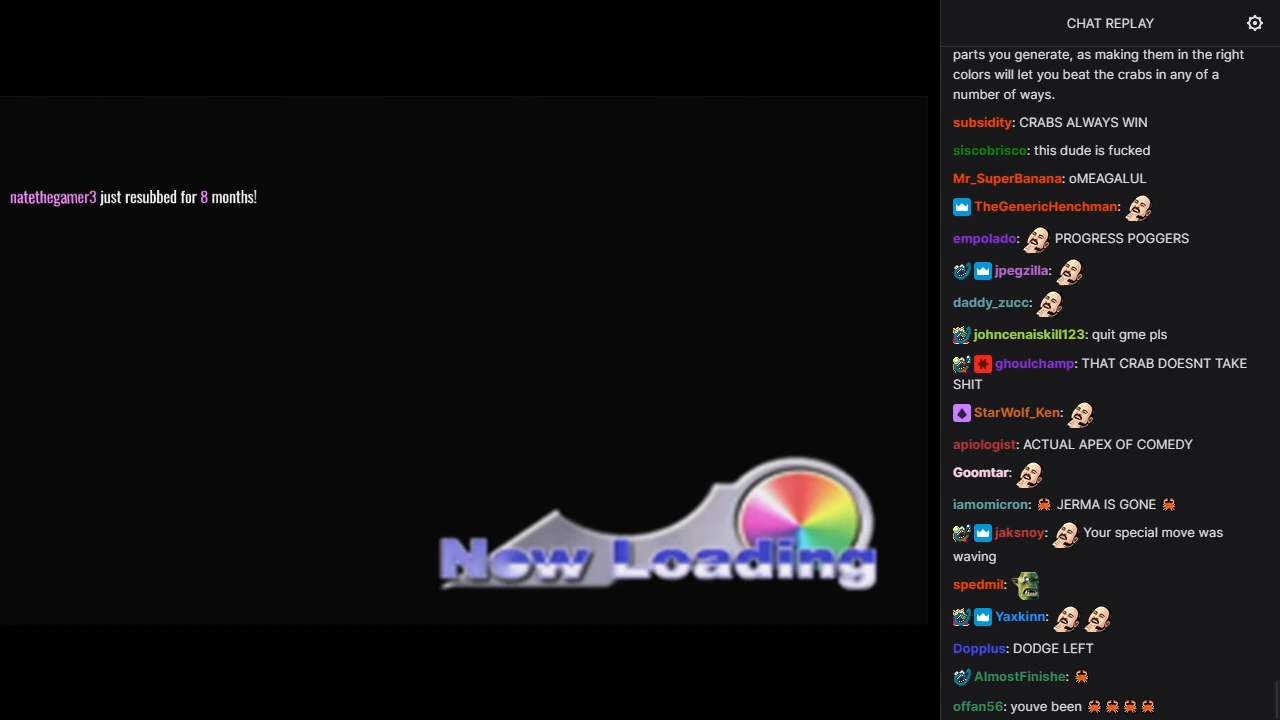 natethegamer3 just resubbed for 8 months!
Now Loading
CHAT REPLAY
parts you generate, as making them in the right
colors will let you beat the crabs in any of a
number of ways.
subsidity: CRABS ALWAYS WIN
siscobrisco: this dude is fucked
Mr_SuperBanana: oMEAGALUL
TheGenericHenchman:
empolado: PROGRESS POGGERS
jpegzilla:
daddy_zucc:
johncenaiskill123: quit gme pls
ghoulchamp: THAT CRAB DOESNT TAKE
SHIT
StarWolf_Ken:
apiologist: ACTUAL APEX OF COMEDY
Goomtar:
iamomicron: 🦀 JERMA IS GONE 🦀
jaksnoy: Your special move was
waving
spedmil:
Yaxkinn:
Dopplus: DODGE LEFT
AlmostFinishe: 🦀
offan56: youve been 🦀 🦀 🦀 🦀